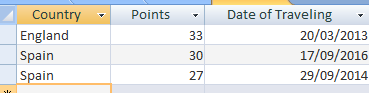 Country Points Date of Traveling
England 33 20/03/2013
Spain 30 17/09/2016
Spain 27 29/09/2014